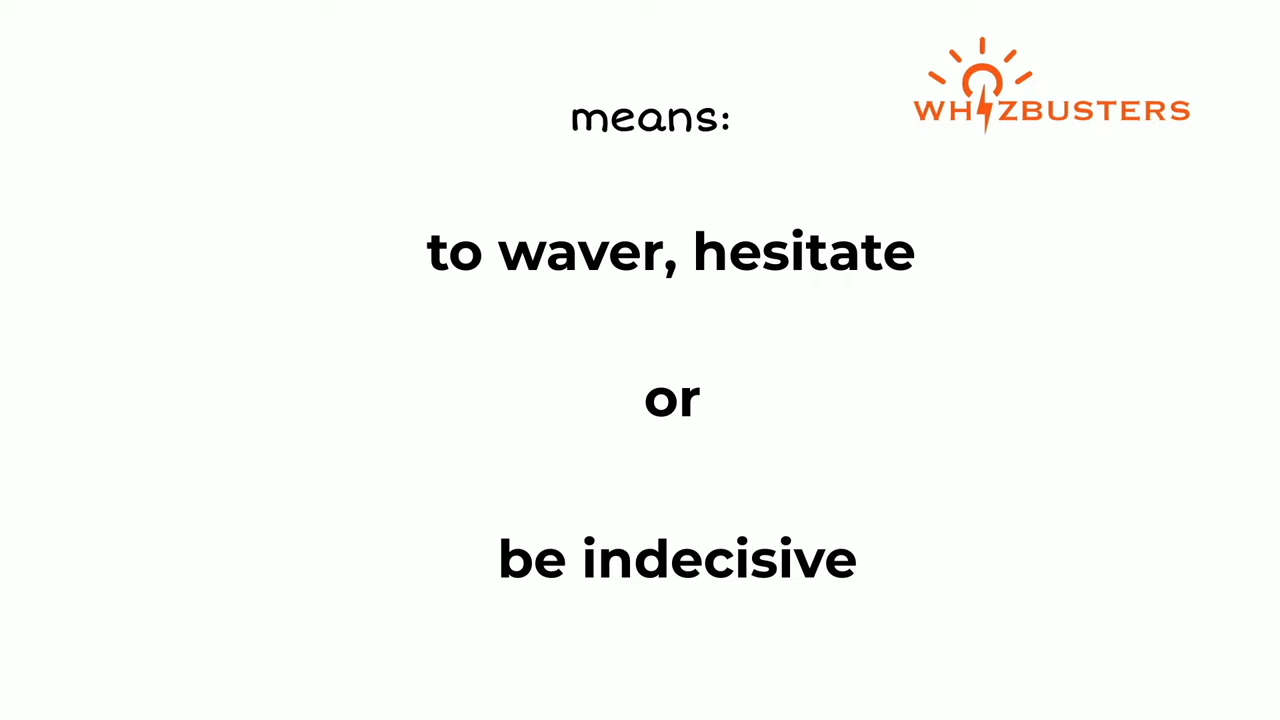 means:
WHIZBUSTERS
to waver, hesitate
or
be indecisive